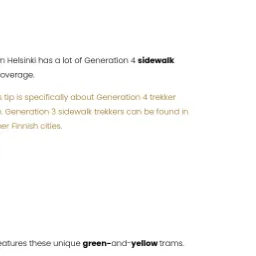 n Helsinki has a lot of Generation 4 sidewalk
overage.
s tip is specifically about Generation 4 trekker
. Generation 3 sidewalk trekkers can be found in
er Finnish cities.
eatures these unique green-and-yellow trams.